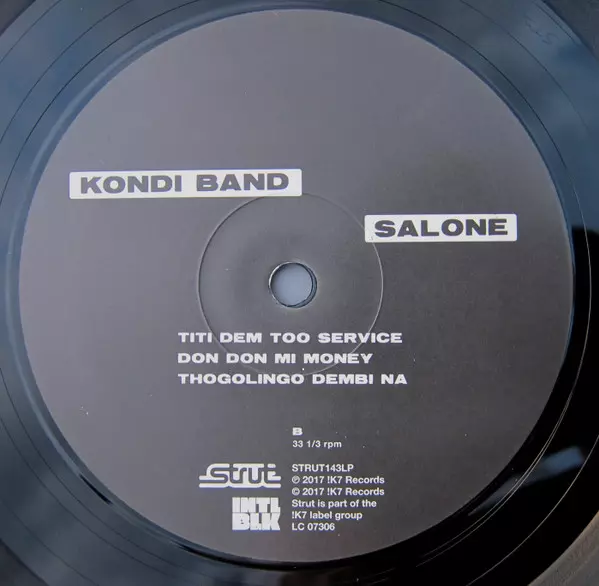 KONDI BAND
SALONE
TITI DEM TOO SERVICE
DON DON MI MONEY
THOGOLINGO DEMBI NA
B
33 1/3 rpm
Strut
INTL
BLK
STRUT143LP
℗ 2017 !K7 Records
© 2017 !K7 Records
Strut is part of the
!K7 label group
LC 07306